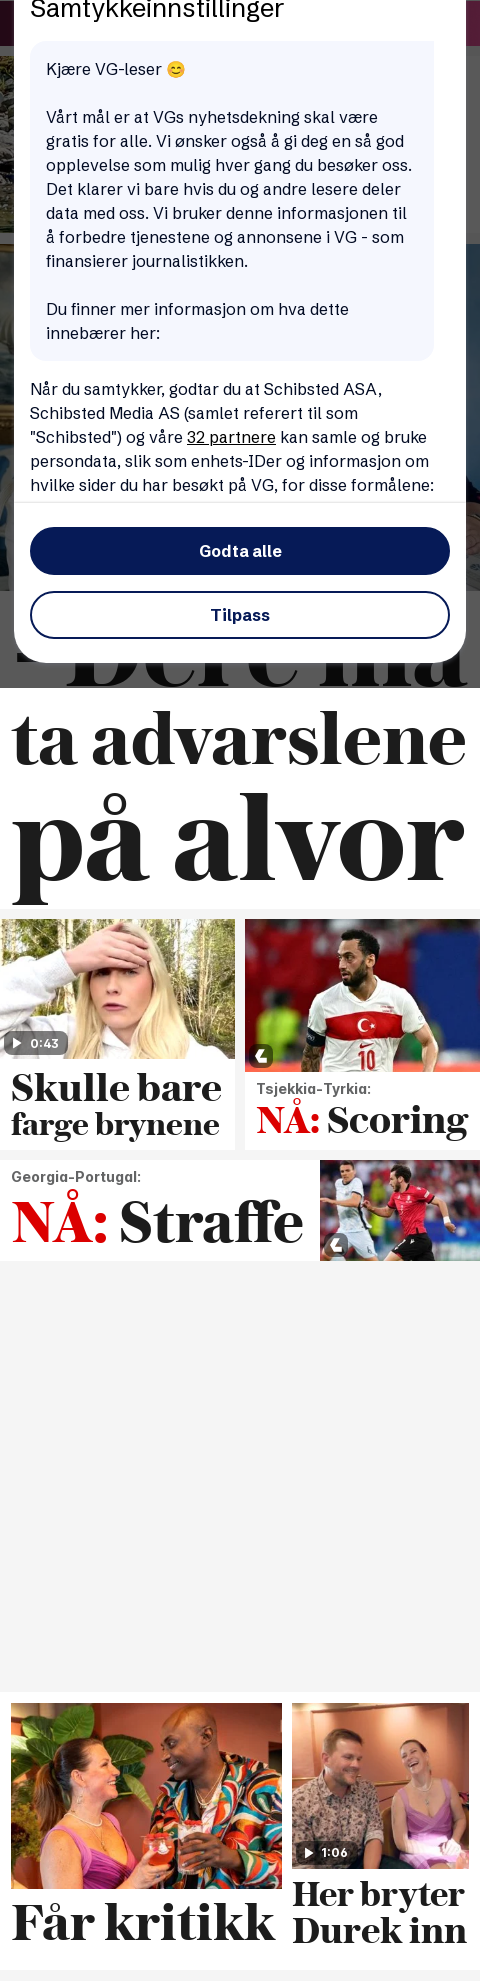 Samtykkeinnstillinger
Kjære VG-leser 😊
Vårt mål er at VGs nyhetsdekning skal være
gratis for alle. Vi ønsker også å gi deg en så god
opplevelse som mulig hver gang du besøker oss.
Det klarer vi bare hvis du og andre lesere deler
data med oss. Vi bruker denne informasjonen til
å forbedre tjenestene og annonsene i VG - som
finansierer journalistikken.
Du finner mer informasjon om hva dette
innebærer her:
Når du samtykker, godtar du at Schibsted ASA,
Schibsted Media AS (samlet referert til som
"Schibsted") og våre 32 partnere kan samle og bruke
persondata, slik som enhets-IDer og informasjon om
hvilke sider du har besøkt på VG, for disse formålene:
Godta alle
Tilpass
- Dere må
ta advarslene
på alvor
0:43
Skulle bare
farge brynene
10
Tsjekkia-Tyrkia:
NÅ: Scoring
Georgia-Portugal:
NÅ: Straffe
Får kritikk
1:06
Her bryter
Durek inn